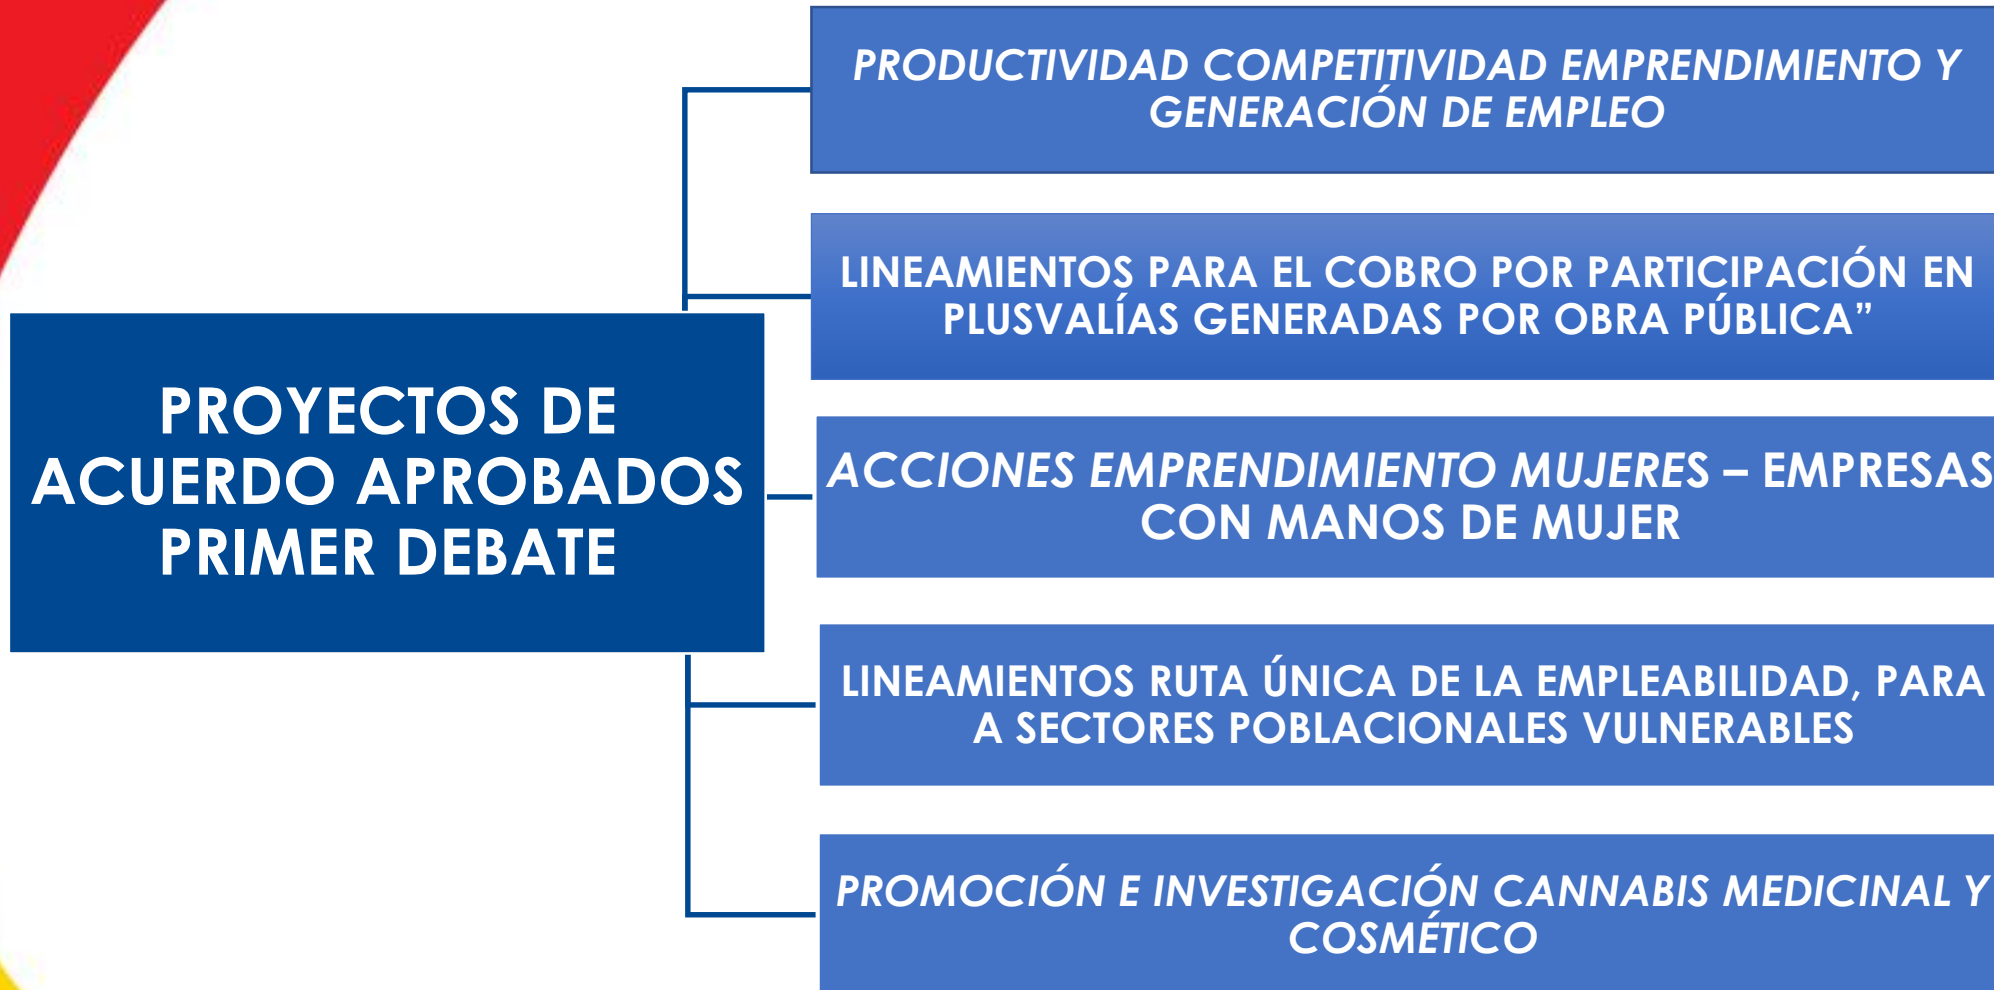 PROYECTOS DE
ACUERDO APROBADOS
PRIMER DEBATE
PRODUCTIVIDAD COMPETITIVIDAD EMPRENDIMIENTO Y
GENERACIÓN DE EMPLEO
LINEAMIENTOS PARA EL COBRO POR PARTICIPACIÓN EN
PLUSVALÍAS GENERADAS POR OBRA PÚBLICA”
ACCIONES EMPRENDIMIENTO MUJERES – EMPRESAS
CON MANOS DE MUJER
LINEAMIENTOS RUTA ÚNICA DE LA EMPLEABILIDAD, PARA
A SECTORES POBLACIONALES VULNERABLES
PROMOCIÓN E INVESTIGACIÓN CANNABIS MEDICINAL Y
COSMÉTICO